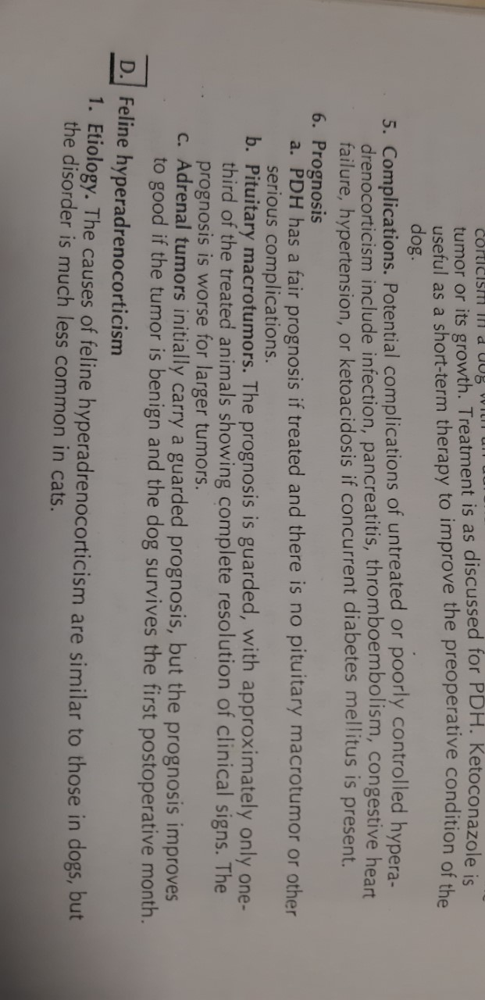 tumor or its growth. Treatment is as discussed for PDH. Ketoconazole is
useful as a short-term therapy to improve the preoperative condition of the
dog.
5. Complications. Potential complications of untreated or poorly controlled hypera-
drenocorticism include infection, pancreatitis, thromboembolism, congestive heart
failure, hypertension, or ketoacidosis if concurrent diabetes mellitus is present.
6. Prognosis
a. PDH has a fair prognosis if treated and there is no pituitary macrotumor or other
serious complications.
b. Pituitary macrotumors. The prognosis is guarded, with approximately only one-
third of the treated animals showing complete resolution of clinical signs. The
prognosis is worse for larger tumors.
c. Adrenal tumors initially carry a guarded prognosis, but the prognosis improves
to good if the tumor is benign and the dog survives the first postoperative month.
D. Feline hyperadrenocorticism
1. Etiology. The causes of feline hyperadrenocorticism are similar to those in dogs, but
the disorder is much less common in cats.